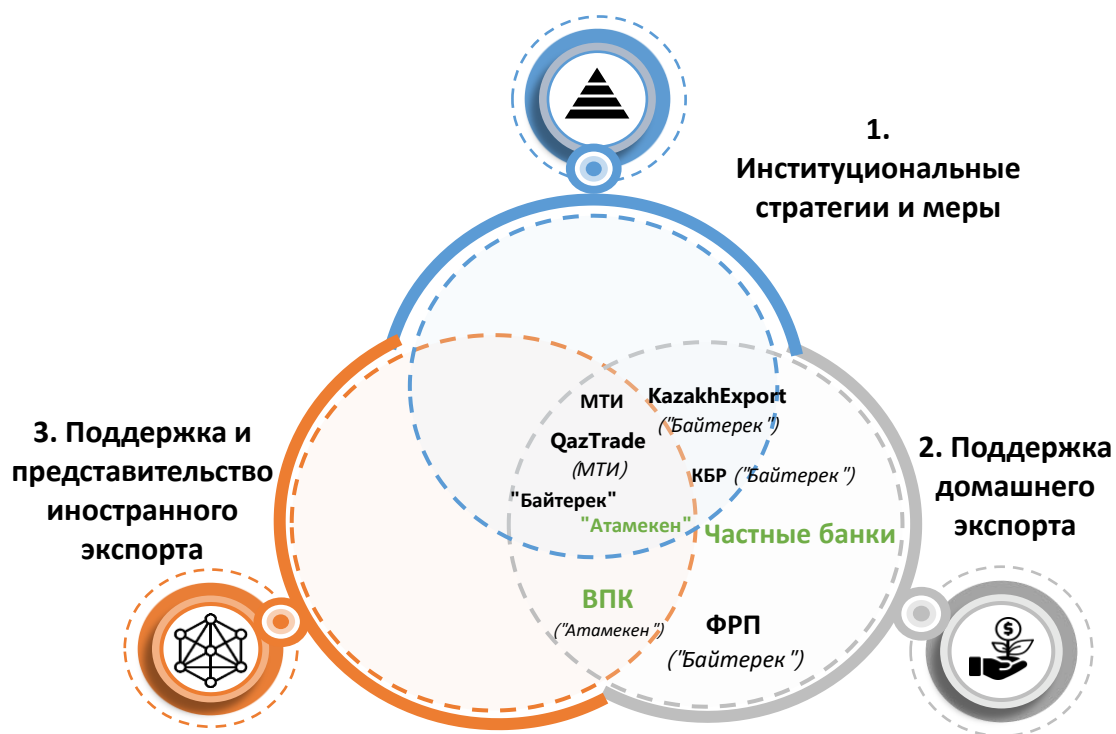 1.
Институциональные
стратегии и меры
МТИ
KazakhExport
("Байтерек")
QazTrade
(МТИ)
КБР ("Байтерек")
"Байтерек"
"Атамекен"
Частные банки
ВПК
("Атамекен")
ФРП
("Байтерек")
3. Поддержка и
представительство
иностранного
экспорта
2. Поддержка
домашнего
экспорта
$